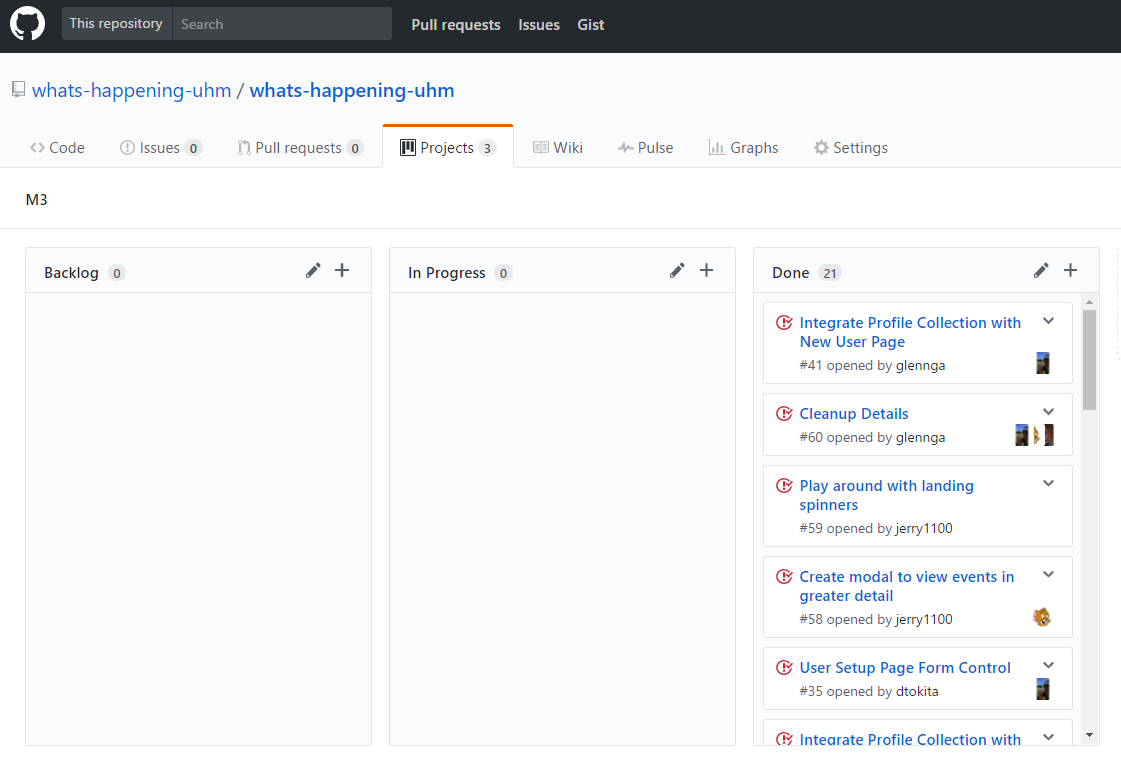 This repository Search Pull requests Issues Gist
whats-happening-uhm / whats-happening-uhm
Code Issues 0 Pull requests 0 Projects 3 Wiki Pulse Graphs Settings
M3
Backlog 0
In Progress 0
Done 21
Integrate Profile Collection with
New User Page
#41 opened by glennga
Cleanup Details
#60 opened by glennga
Play around with landing
spinners
#59 opened by jerry1100
Create modal to view events in
greater detail
#58 opened by jerry1100
User Setup Page Form Control
#35 opened by dtokita
Integrate Profile Collection with